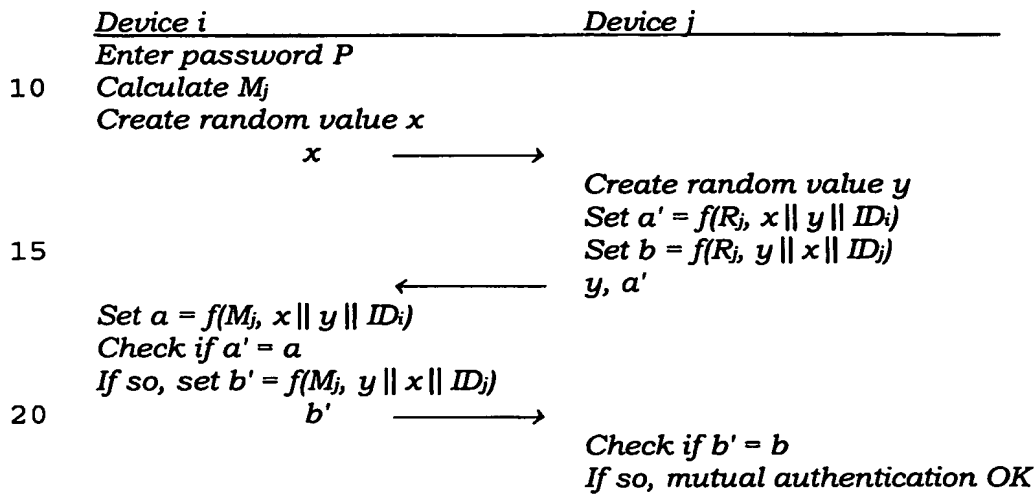 Device i Device j
Enter password P
10 Calculate Mj
Create random value x
x ⟶
Create random value y
Set a' = f(Rj, x || y || IDi)
15 Set b = f(Rj, y || x || IDj)
⟵ y, a'
Set a = f(Mj, x || y || IDi)
Check if a' = a
If so, set b' = f(Mj, y || x || IDj)
20 b' ⟶
Check if b' = b
If so, mutual authentication OK